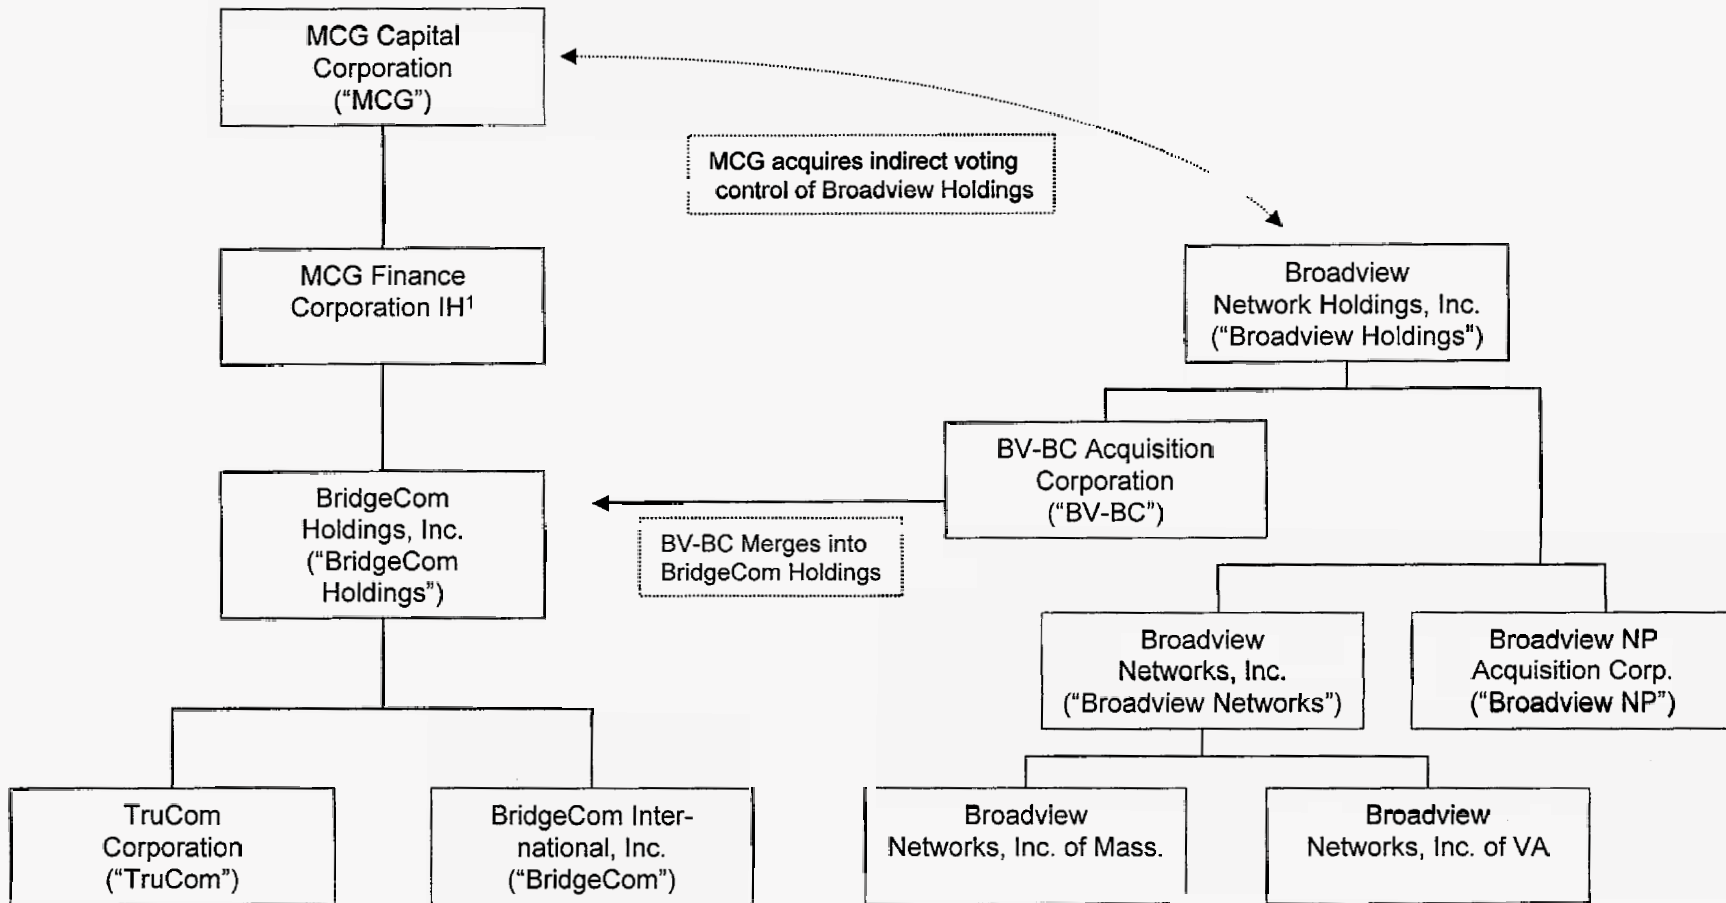 MCG Capital
Corporation
(“MCG”)
MCG acquires indirect voting
control of Broadview Holdings
MCG Finance
Corporation IH¹
Broadview
Network Holdings, Inc.
(“Broadview Holdings”)
BV-BC Acquisition
Corporation
(“BV-BC”)
BridgeCom
Holdings, Inc.
(“BridgeCom
Holdings”)
BV-BC Merges into
BridgeCom Holdings
Broadview
Networks, Inc.
(“Broadview Networks”)
Broadview NP
Acquisition Corp.
(“Broadview NP”)
TruCom
Corporation
(“TruCom”)
BridgeCom Inter-
national, Inc.
(“BridgeCom”)
Broadview
Networks, Inc. of Mass.
Broadview
Networks, Inc. of VA